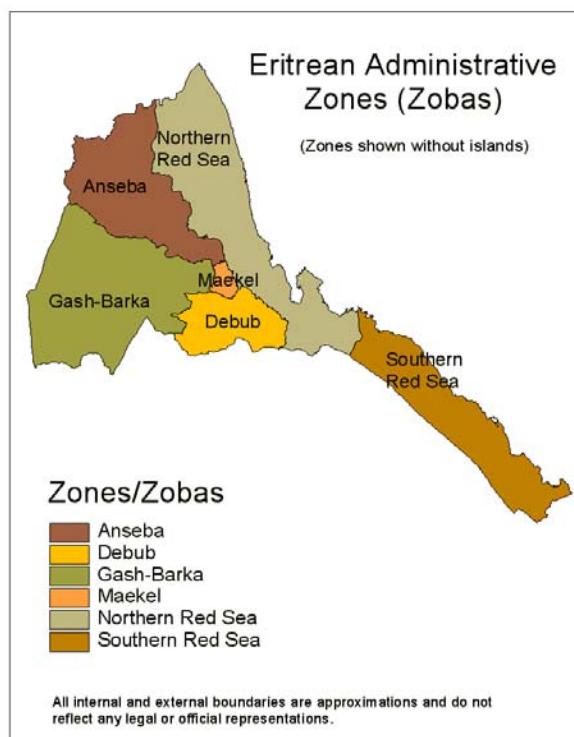 Eritrean Administrative
Zones (Zobas)
(Zones shown without islands)
Northern
Red Sea
Anseba
Maekel
Gash-Barka
Debub
Southern
Red Sea
Zones/Zobas
Anseba
Debub
Gash-Barka
Maekel
Northern Red Sea
Southern Red Sea
All internal and external boundaries are approximations and do not
reflect any legal or official representations.